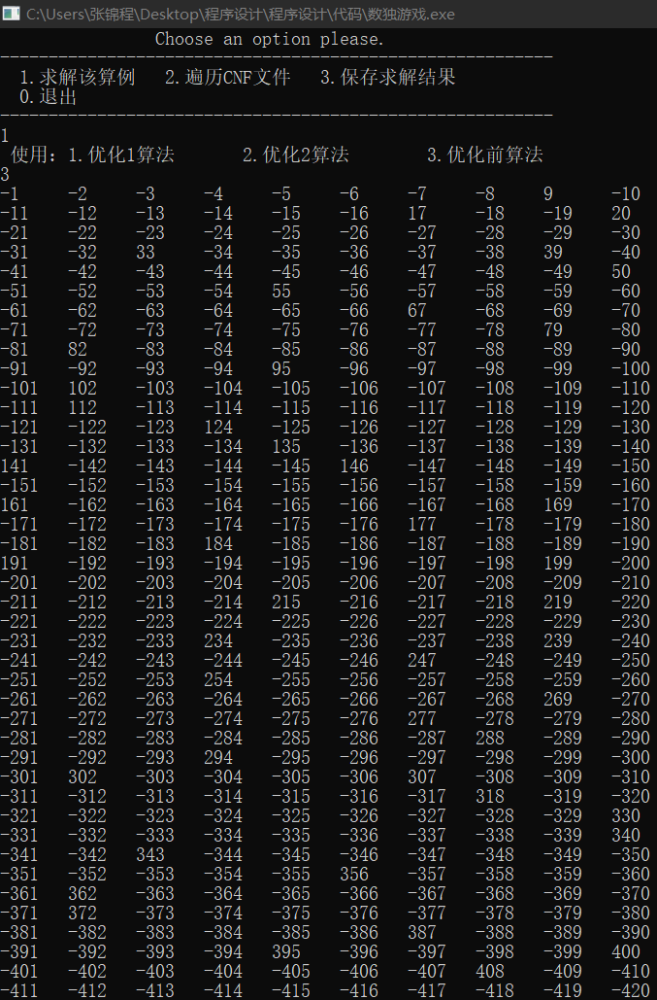 C:\Users\张锦程\Desktop\程序设计\程序设计\代码\数独游戏.exe
Choose an option please.
---------------------------------------------------------
1.求解该算例 2.遍历CNF文件 3.保存求解结果
0.退出
---------------------------------------------------------
1
使用: 1.优化1算法 2.优化2算法 3.优化前算法
3
-1 -2 -3 -4 -5 -6 -7 -8 9 -10
-11 -12 -13 -14 -15 -16 17 -18 -19 20
-21 -22 -23 -24 -25 -26 -27 -28 -29 -30
-31 -32 33 -34 -35 -36 -37 -38 39 -40
-41 -42 -43 -44 -45 -46 -47 -48 -49 50
-51 -52 -53 -54 55 -56 -57 -58 -59 -60
-61 -62 -63 -64 -65 -66 67 -68 -69 -70
-71 -72 -73 -74 -75 -76 -77 -78 79 -80
-81 82 -83 -84 -85 -86 -87 -88 -89 -90
-91 -92 -93 -94 95 -96 -97 -98 -99 -100
-101 102 -103 -104 -105 -106 -107 -108 -109 -110
-111 112 -113 -114 -115 -116 -117 -118 -119 -120
-121 -122 -123 124 -125 -126 -127 -128 -129 -130
-131 -132 -133 -134 135 -136 -137 -138 -139 -140
141 -142 -143 -144 -145 146 -147 -148 -149 -150
-151 -152 -153 -154 -155 -156 -157 -158 -159 -160
161 -162 -163 -164 -165 -166 -167 -168 169 -170
-171 -172 -173 -174 -175 -176 177 -178 -179 -180
-181 -182 -183 184 -185 -186 -187 -188 -189 -190
191 -192 -193 -194 -195 -196 -197 -198 199 -200
-201 -202 -203 -204 -205 -206 -207 -208 -209 -210
-211 -212 -213 -214 215 -216 -217 -218 219 -220
-221 -222 -223 -224 -225 -226 -227 -228 -229 -230
-231 -232 -233 234 -235 -236 -237 -238 239 -240
-241 -242 -243 -244 -245 -246 247 -248 -249 -250
-251 -252 -253 254 -255 -256 -257 -258 -259 -260
-261 -262 -263 -264 -265 -266 -267 -268 269 -270
-271 -272 -273 -274 -275 -276 277 -278 -279 -280
-281 -282 -283 -284 -285 -286 -287 288 -289 -290
-291 -292 -293 294 -295 -296 -297 -298 -299 -300
-301 302 -303 -304 -305 -306 307 -308 -309 -310
-311 -312 -313 -314 -315 -316 -317 318 -319 -320
-321 -322 -323 -324 -325 -326 -327 -328 -329 330
-331 -332 -333 -334 -335 -336 -337 -338 -339 340
-341 -342 343 -344 -345 -346 -347 -348 -349 -350
-351 -352 -353 -354 -355 356 -357 -358 -359 -360
-361 362 -363 -364 -365 -366 -367 -368 -369 -370
-371 372 -373 -374 -375 -376 -377 -378 -379 -380
-381 -382 -383 -384 -385 -386 387 -388 -389 -390
-391 -392 -393 -394 395 -396 -397 -398 -399 400
-401 -402 -403 -404 -405 -406 -407 408 -409 -410
-411 -412 -413 -414 -415 -416 -417 -418 -419 -420